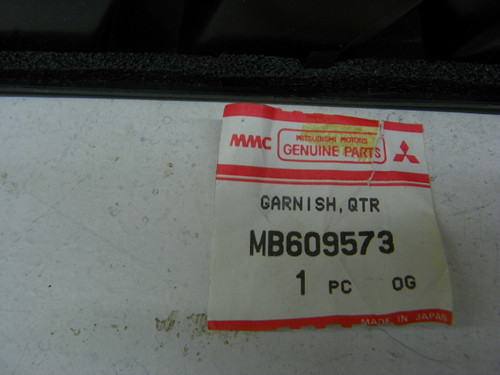 MMC MITSUBISHI MOTORS
GENUINE PARTS
GARNISH, QTR
MB609573
1 PC OG
MADE IN JAPAN